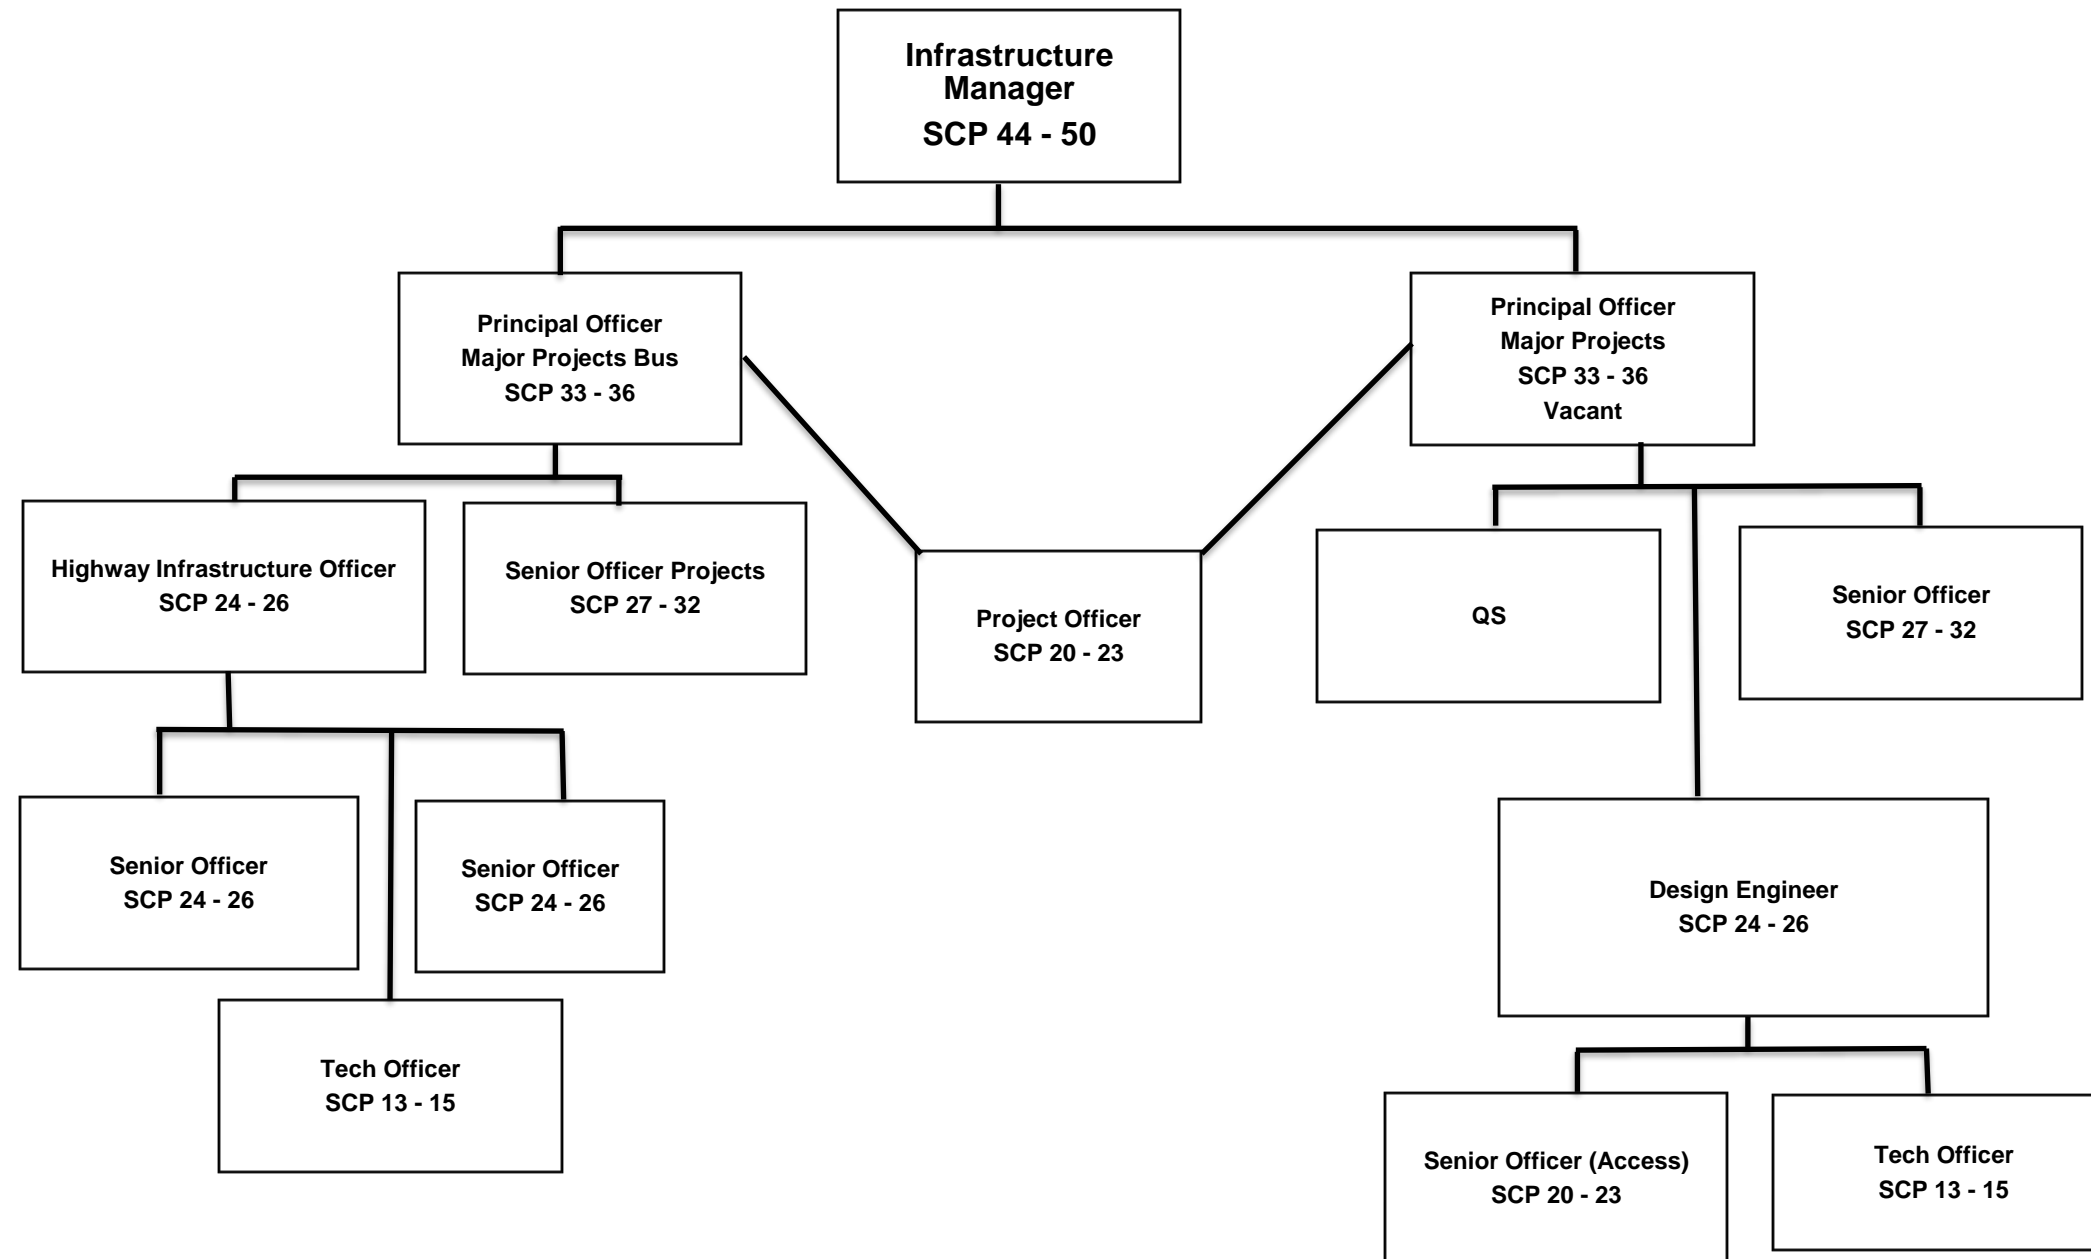 Infrastructure
Manager
SCP 44 - 50
Principal Officer
Major Projects Bus
SCP 33 - 36
Principal Officer
Major Projects
SCP 33 - 36
Vacant
Highway Infrastructure Officer
SCP 24 - 26
Senior Officer Projects
SCP 27 - 32
Project Officer
SCP 20 - 23
QS
Senior Officer
SCP 27 - 32
Senior Officer
SCP 24 - 26
Senior Officer
SCP 24 - 26
Design Engineer
SCP 24 - 26
Tech Officer
SCP 13 - 15
Senior Officer (Access)
SCP 20 - 23
Tech Officer
SCP 13 - 15